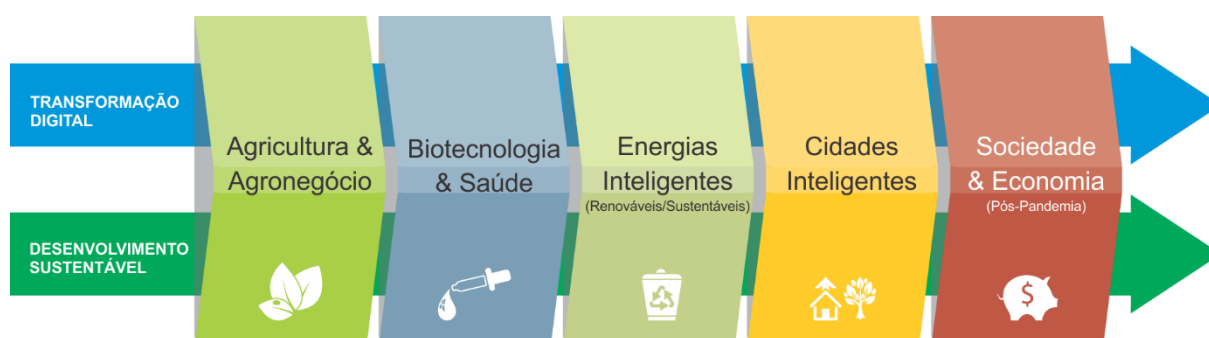 TRANSFORMAÇÃO
DIGITAL
DESENVOLVIMENTO
SUSTENTÁVEL
Agricultura &
Agronegócio
Biotecnologia
& Saúde
Energias
Inteligentes
(Renováveis/Sustentáveis)
Cidades
Inteligentes
Sociedade
& Economia
(Pós-Pandemia)
$